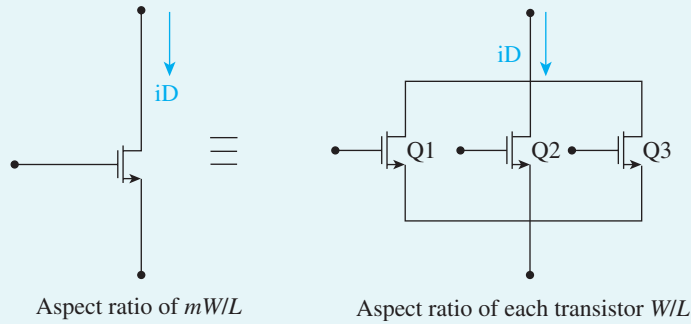 iD
iD
Q1
Q2
Q3
Aspect ratio of mW/L
Aspect ratio of each transistor W/L